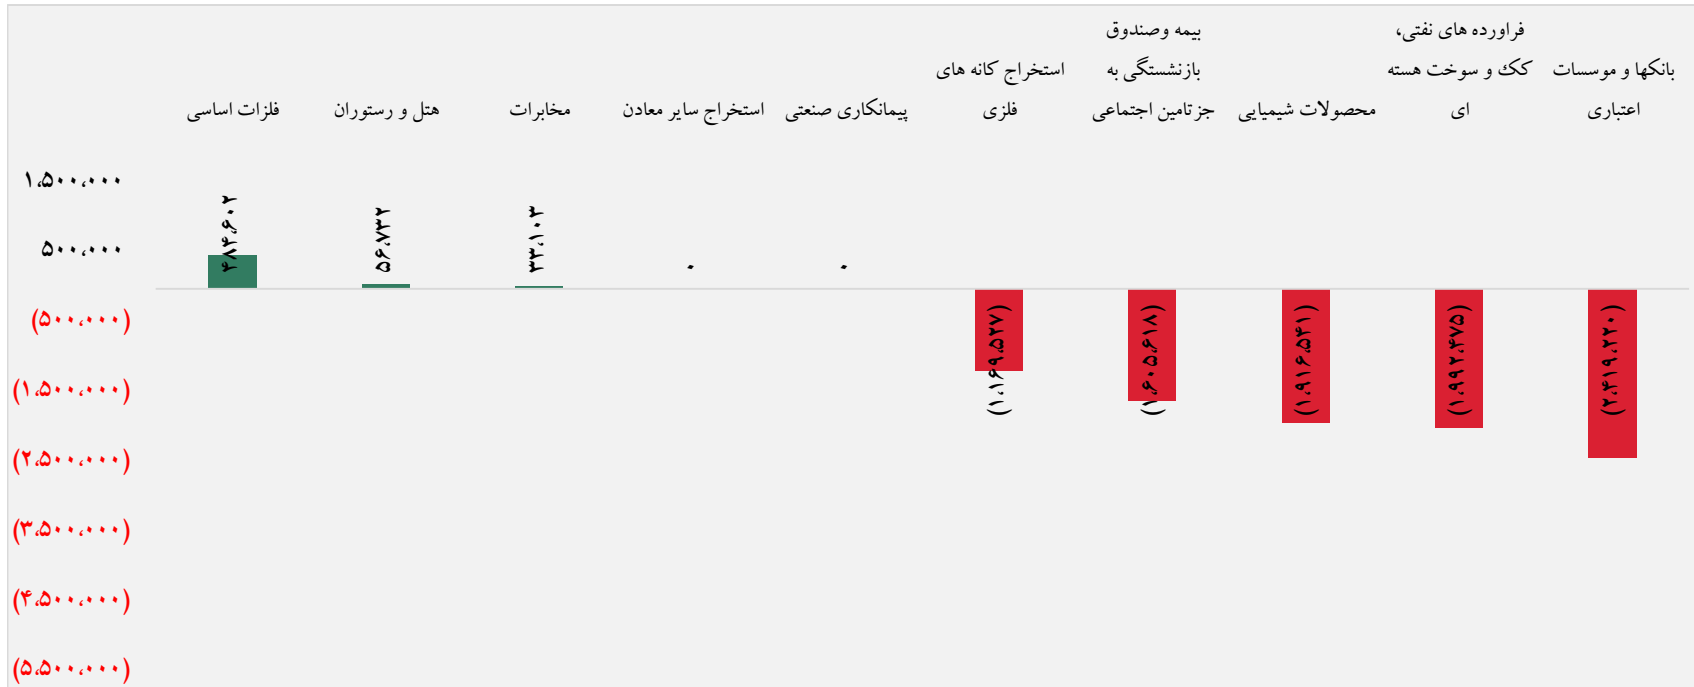 فراورده های نفتی،
کک و سوخت هسته
ای
بانکها و موسسات
اعتباری
محصولات شیمیایی
بیمه وصندوق
بازنشستگی به
جزتامین اجتماعی
استخراج کانه های
فلزی
پیمانکاری صنعتی
استخراج سایر معادن
مخابرات
هتل و رستوران
فلزات اساسی
۱،۵۰۰،۰۰۰
۵۰۰،۰۰۰
(۵۰۰،۰۰۰)
(۱،۵۰۰،۰۰۰)
(۲،۵۰۰،۰۰۰)
(۳،۵۰۰،۰۰۰)
(۴،۵۰۰،۰۰۰)
(۵،۵۰۰،۰۰۰)
۴۸۴،۶۰۲
۵۶،۷۳۲
۳۳،۱۰۳
۰
۰
(۱،۱۶۹،۵۲۷)
(۱،۶۰۵،۶۱۸)
(۱،۹۱۶،۵۴۱)
(۱،۹۹۲،۴۷۵)
(۲،۴۱۹،۲۲۰)